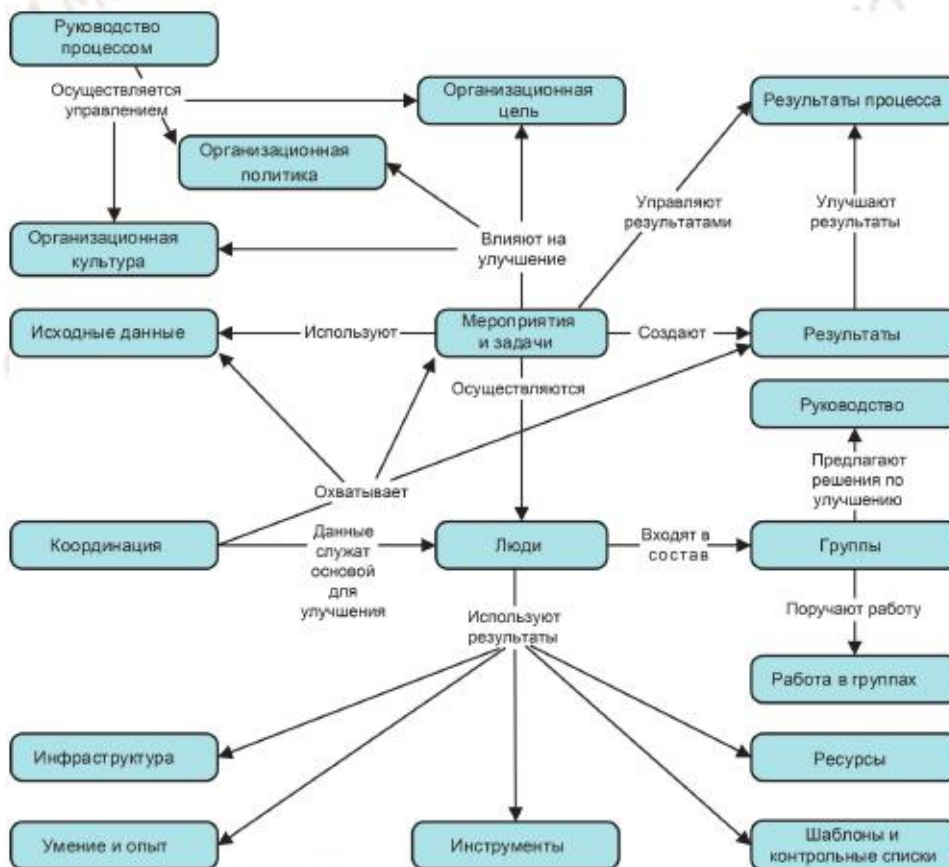 Руководство
процессом
Осуществляется
управлением
Организационная
цель
Результаты процесса
Организационная
политика
Управляют
результатами
Улучшают
результаты
Организационная
культура
Влияют на
улучшение
Исходные данные
Используют
Мероприятия
и задачи
Создают
Результаты
Осуществляются
Руководство
Предлагают
решения по
улучшению
Охватывает
Координация
Данные
служат
основой
для
улучшения
Люди
Входят в
состав
Группы
Используют
результаты
Поручают работу
Работа в группах
Инфраструктура
Ресурсы
Умение и опыт
Инструменты
Шаблоны и
контрольные списки